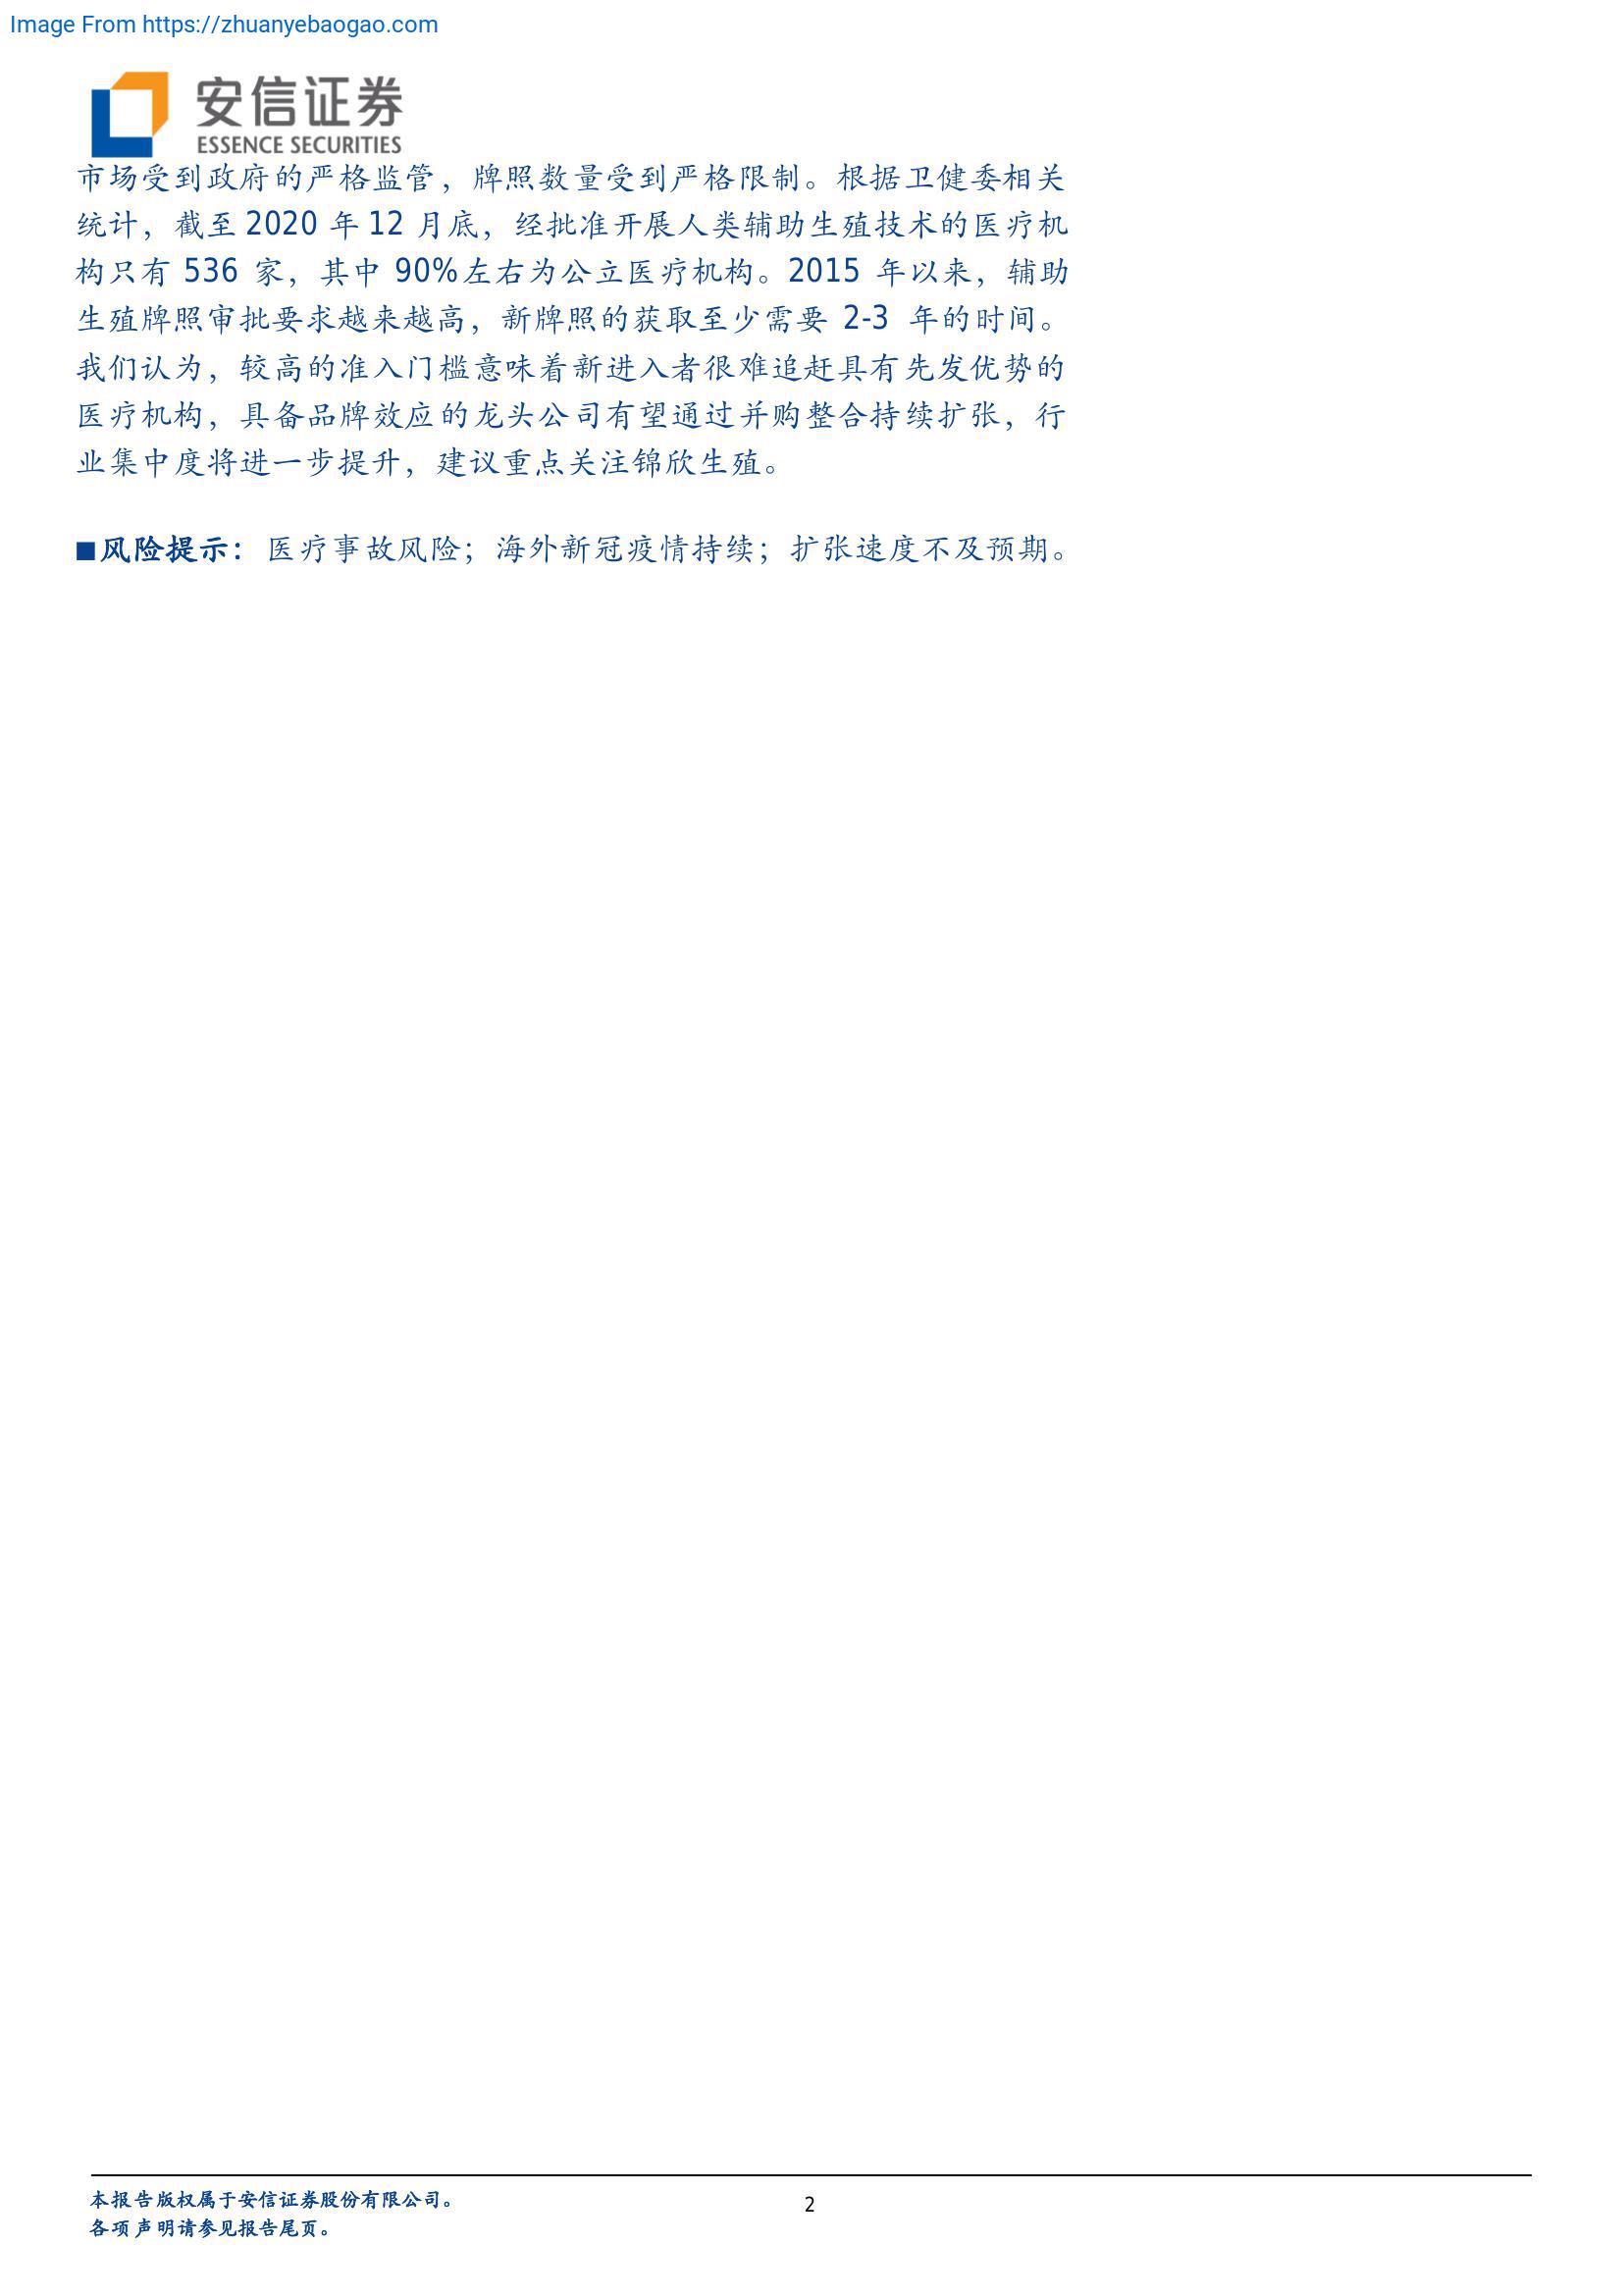 Image From https://zhuanyebaogao.com
安信证券
ESSENCE SECURITIES
市场受到政府的严格监管，牌照数量受到严格限制。根据卫健委相关
统计，截至 2020 年 12 月底，经批准开展人类辅助生殖技术的医疗机
构只有 536 家，其中 90%左右为公立医疗机构。2015 年以来，辅助
生殖牌照审批要求越来越高，新牌照的获取至少需要 2-3 年的时间。
我们认为，较高的准入门槛意味着新进入者很难追赶具有先发优势的
医疗机构，具备品牌效应的龙头公司有望通过并购整合持续扩张，行
业集中度将进一步提升，建议重点关注锦欣生殖。
■风险提示：医疗事故风险；海外新冠疫情持续；扩张速度不及预期。
本报告版权属于安信证券股份有限公司。
2
各项声明请参见报告尾页。